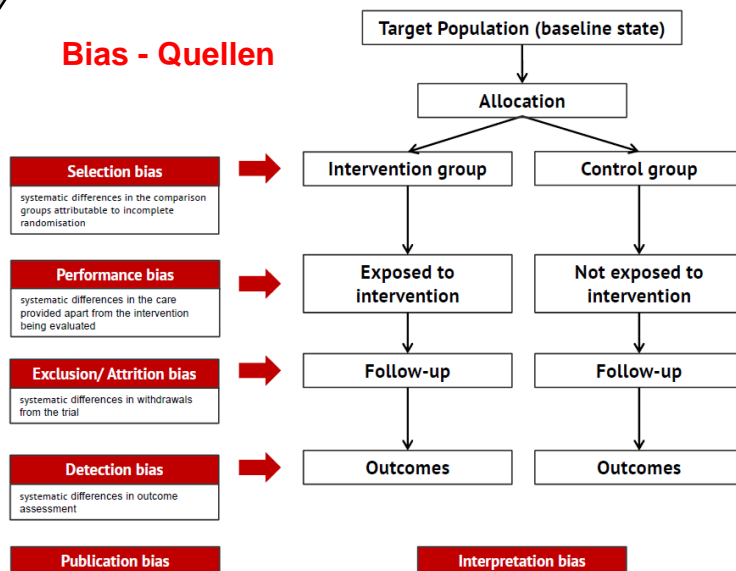 Bias - Quellen
Target Population (baseline state)
Allocation
Selection bias
systematic differences in the comparison
groups attributable to incomplete
randomisation
Intervention group
Control group
Performance bias
systematic differences in the care
provided apart from the intervention
being evaluated
Exposed to
intervention
Not exposed to
intervention
Exclusion/ Attrition bias
systematic differences in withdrawals
from the trial
Follow-up
Follow-up
Detection bias
systematic differences in outcome
assessment
Outcomes
Outcomes
Publication bias
Interpretation bias